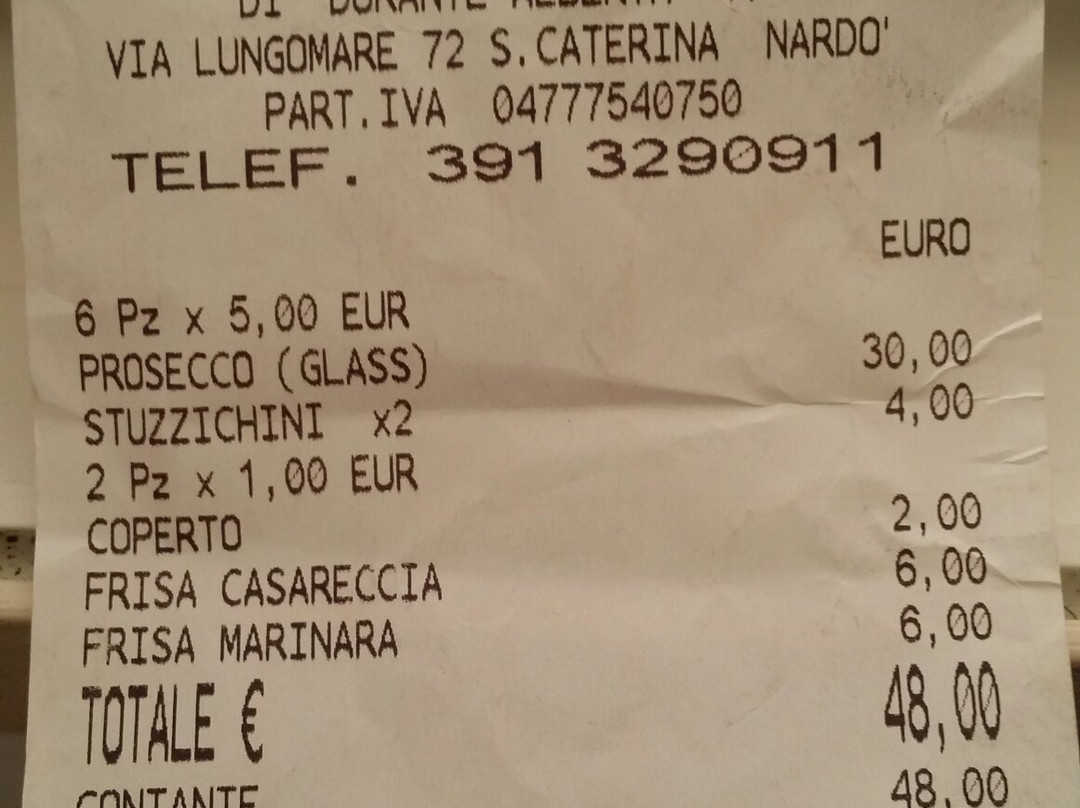 DI DURANTE
VIA LUNGOMARE 72 S.CATERINA NARDO'
PART.IVA 04777540750
TELEF. 391 3290911
EURO
6 Pz x 5,00 EUR
PROSECCO (GLASS) 30,00
STUZZICHINI x2 4,00
2 Pz x 1,00 EUR
COPERTO 2,00
FRISA CASARECCIA 6,00
FRISA MARINARA 6,00
TOTALE € 48,00
CONTANTE 48,00